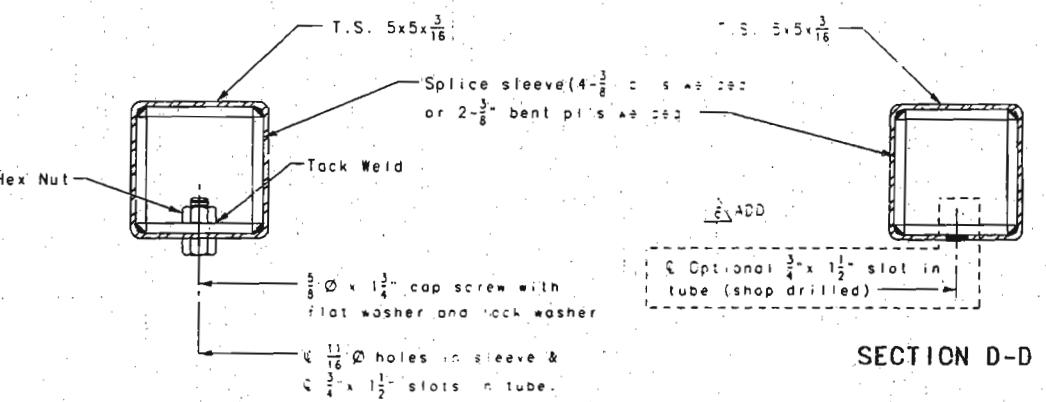 T.S. 5x5x3/16
T.S. 5x5x3/16
Splice sleeve(4-3/8
or 2-3/8" bent
Hex Nut
Tack Weld
ADD
℄ Optional 3/4"x 1 1/2" slot in
tube (shop drilled)
5/8 Ø x 1 3/4" cap screw with
flat washer and lock washer
℄ 11/16 Ø holes in sleeve &
℄ 3/4"x 1 1/2" slots in tube.
SECTION D-D